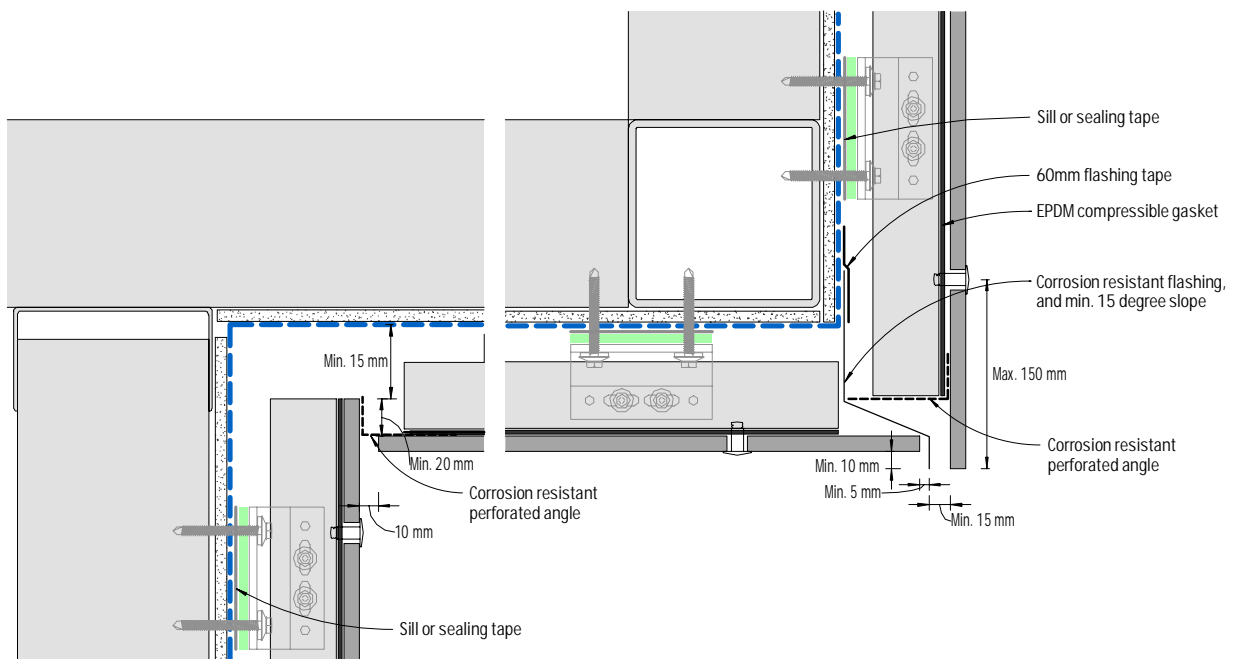 Sill or sealing tape
60mm flashing tape
EPDM compressible gasket
Corrosion resistant flashing,
and min. 15 degree slope
Min. 15 mm
Max. 150 mm
Corrosion resistant
perforated angle
Min. 20 mm
Min. 10 mm
Min. 5 mm
Min. 15 mm
Corrosion resistant
perforated angle
10 mm
Sill or sealing tape